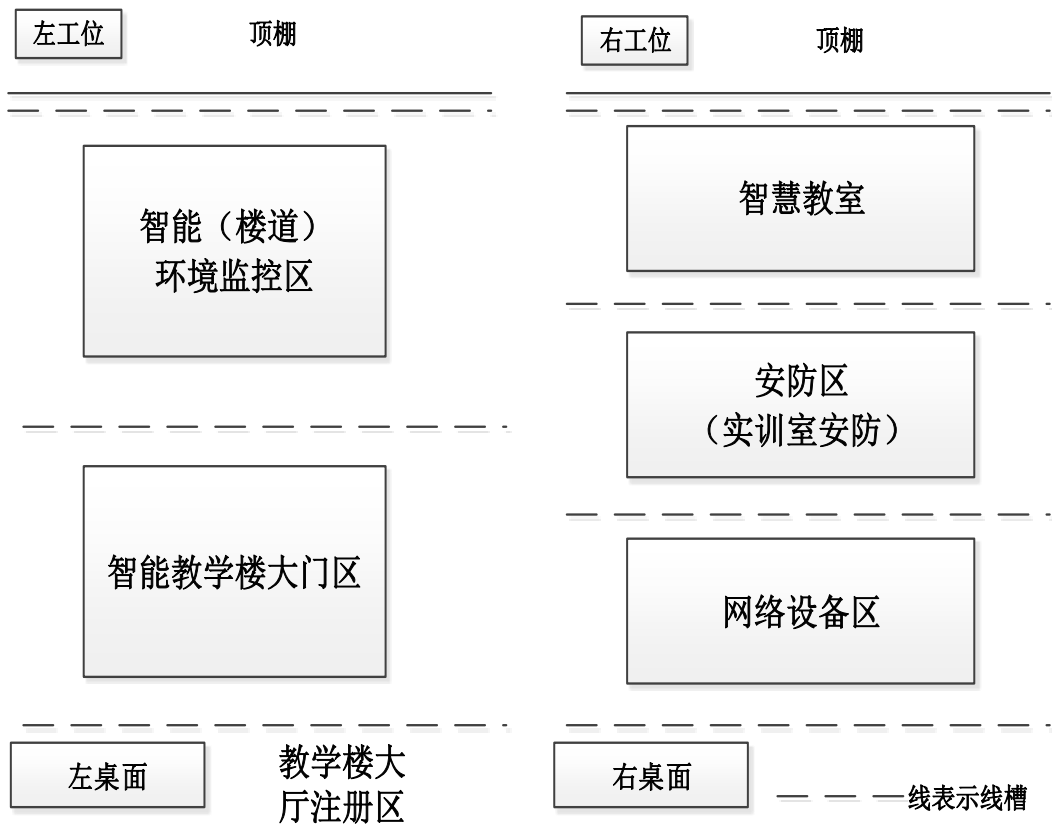 左工位
顶棚
智能（楼道）
环境监控区
智能教学楼大门区
左桌面
教学楼大
厅注册区
右工位
顶棚
智慧教室
安防区
（实训室安防）
网络设备区
右桌面
线表示线槽